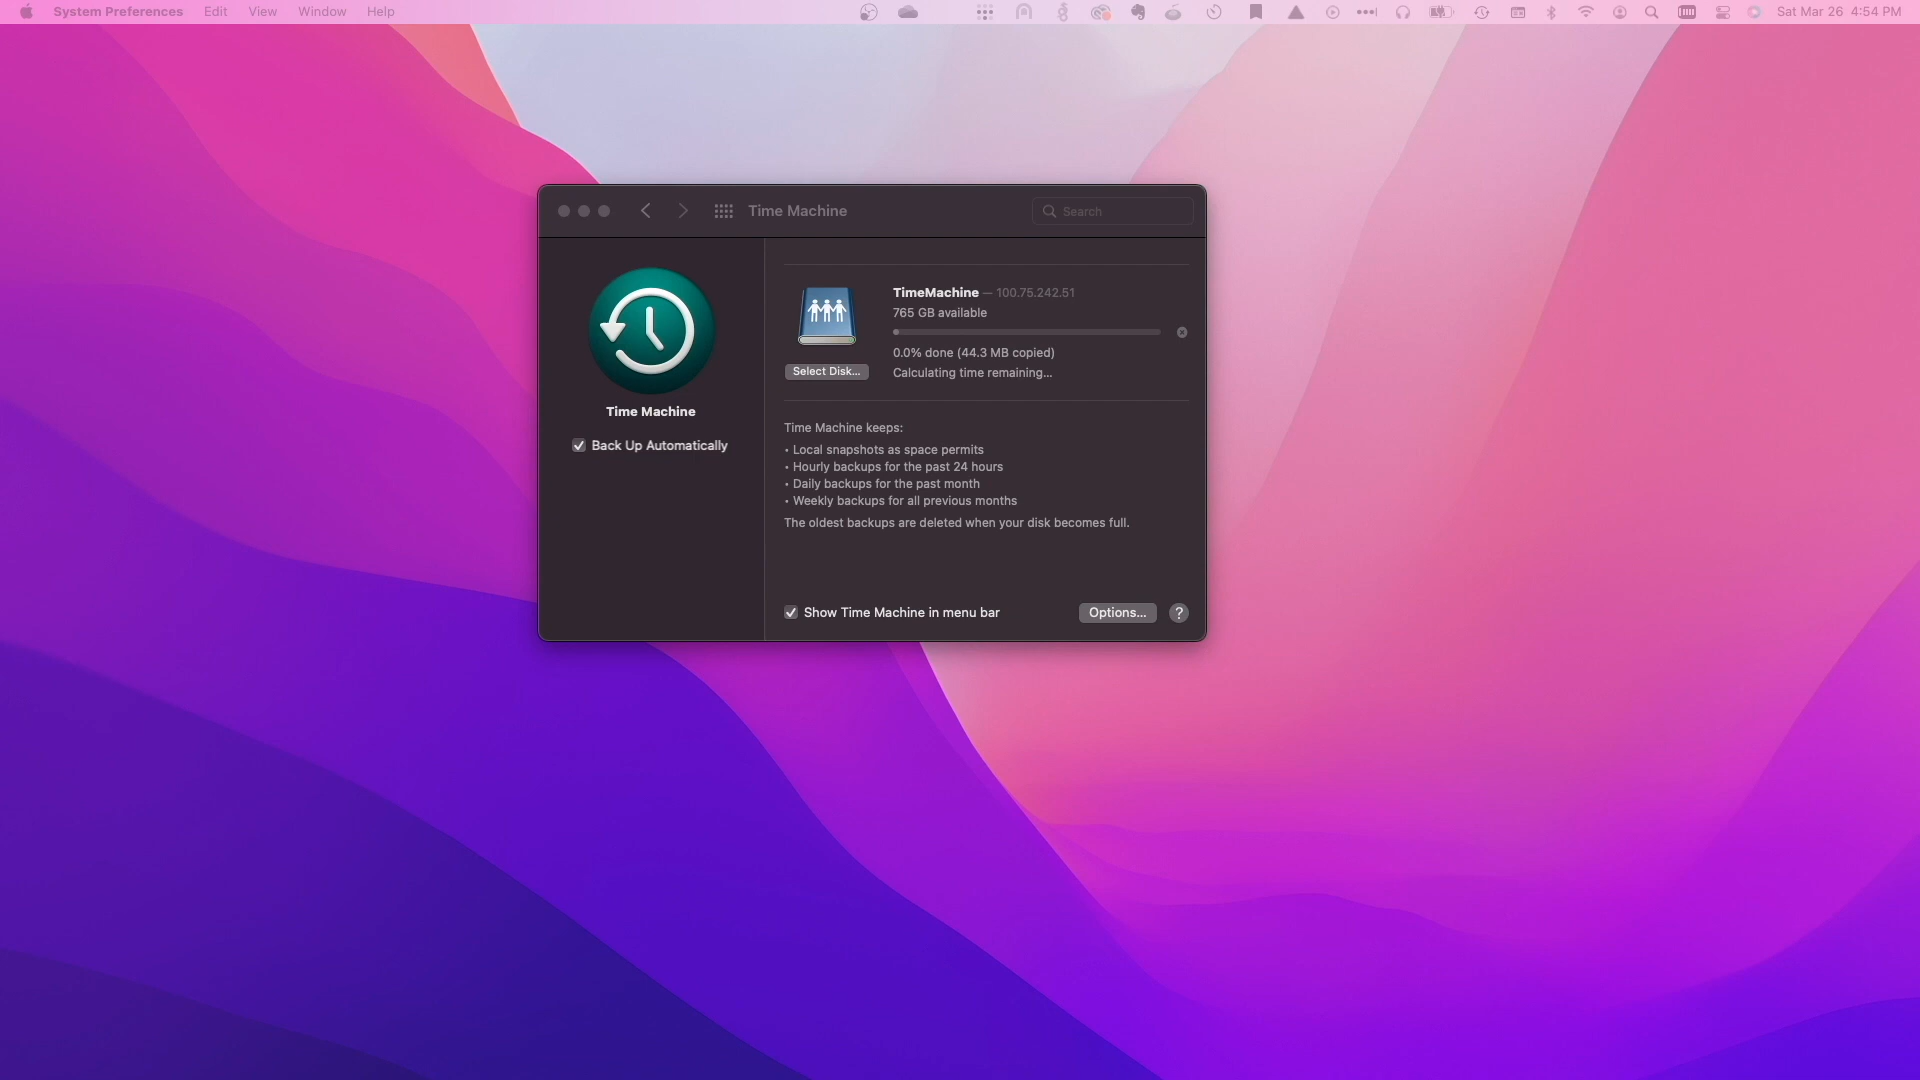 System Preferences Edit View Window Help Sat Mar 26 4:54 PM
Time Machine Search
TimeMachine — 100.75.242.51
765 GB available
0.0% done (44.3 MB copied)
Select Disk... Calculating time remaining...
Time Machine
Back Up Automatically
Time Machine keeps:
• Local snapshots as space permits
• Hourly backups for the past 24 hours
• Daily backups for the past month
• Weekly backups for all previous months
The oldest backups are deleted when your disk becomes full.
Show Time Machine in menu bar Options... ?